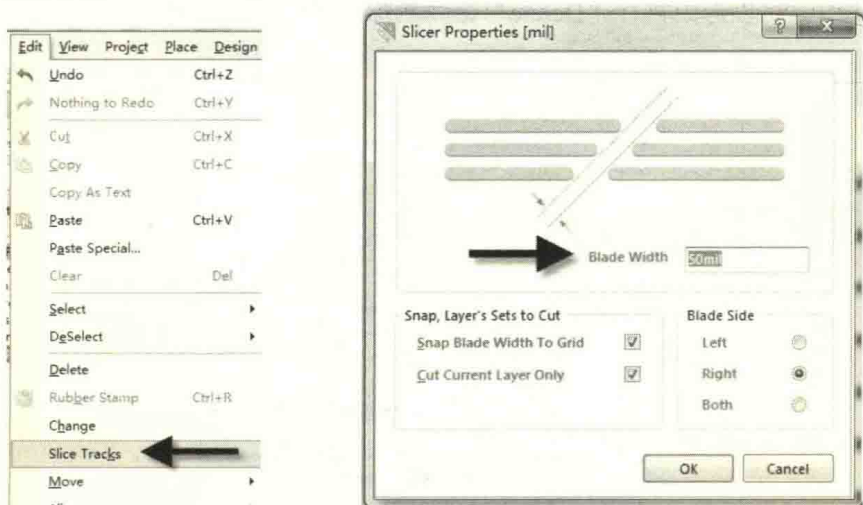 Edit View Project Place Design
Undo Ctrl+Z
Nothing to Redo Ctrl+Y
Cut Ctrl+X
Copy Ctrl+C
Copy As Text
Paste Ctrl+V
Paste Special...
Clear Del
Select
DeSelect
Delete
Rubber Stamp Ctrl+R
Change
Slice Tracks
Move
Slicer Properties [mil]
Blade Width 50mil
Snap, Layer's Sets to Cut
Snap Blade Width To Grid
Cut Current Layer Only
Blade Side
Left
Right
Both
OK Cancel